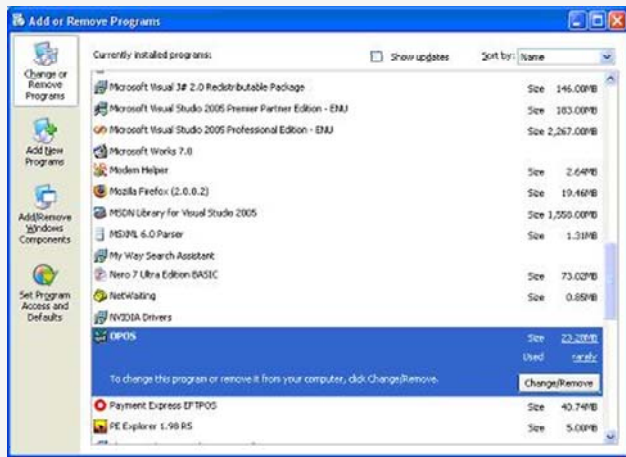 Add or Remove Programs
Change or
Remove
Programs
Add New
Programs
Add/Remove
Windows
Components
Set Program
Access and
Defaults
Currently installed programs:
Show updates
Sort by: Name
Microsoft Visual J# 2.0 Redistributable Package Size 146.00MB
Microsoft Visual Studio 2005 Premier Partner Edition - ENU Size 183.00MB
Microsoft Visual Studio 2005 Professional Edition - ENU Size 2,267.00MB
Microsoft Works 7.0
Modem Helper Size 2.64MB
Mozilla Firefox (2.0.0.2) Size 19.46MB
MSDN Library for Visual Studio 2005 Size 1,558.00MB
MSXML 6.0 Parser Size 1.31MB
My Way Search Assistant
Nero 7 Ultra Edition BASIC Size 73.02MB
NetWaiting Size 0.85MB
NVIDIA Drivers
OPOS Size 23.20MB
Used rarely
To change this program or remove it from your computer, click Change/Remove.
Change/Remove
Payment Express EFTPOS Size 40.74MB
PE Explorer 1.98 R5 Size 5.00MB